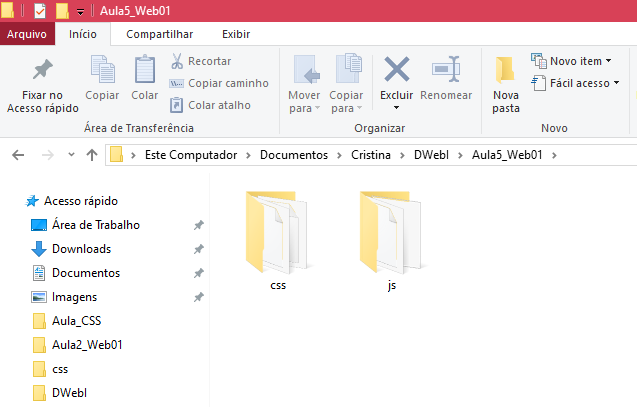 Aula5_Web01
Arquivo Início Compartilhar Exibir
Fixar no Acesso rápido
Copiar
Colar
Recortar
Copiar caminho
Colar atalho
Área de Transferência
Mover para
Copiar para
Excluir
Renomear
Organizar
Nova pasta
Novo item
Fácil acesso
Novo
Este Computador > Documentos > Cristina > DWebI > Aula5_Web01 >
Acesso rápido
Área de Trabalho
Downloads
Documentos
Imagens
Aula_CSS
Aula2_Web01
css
DWebI
css
js